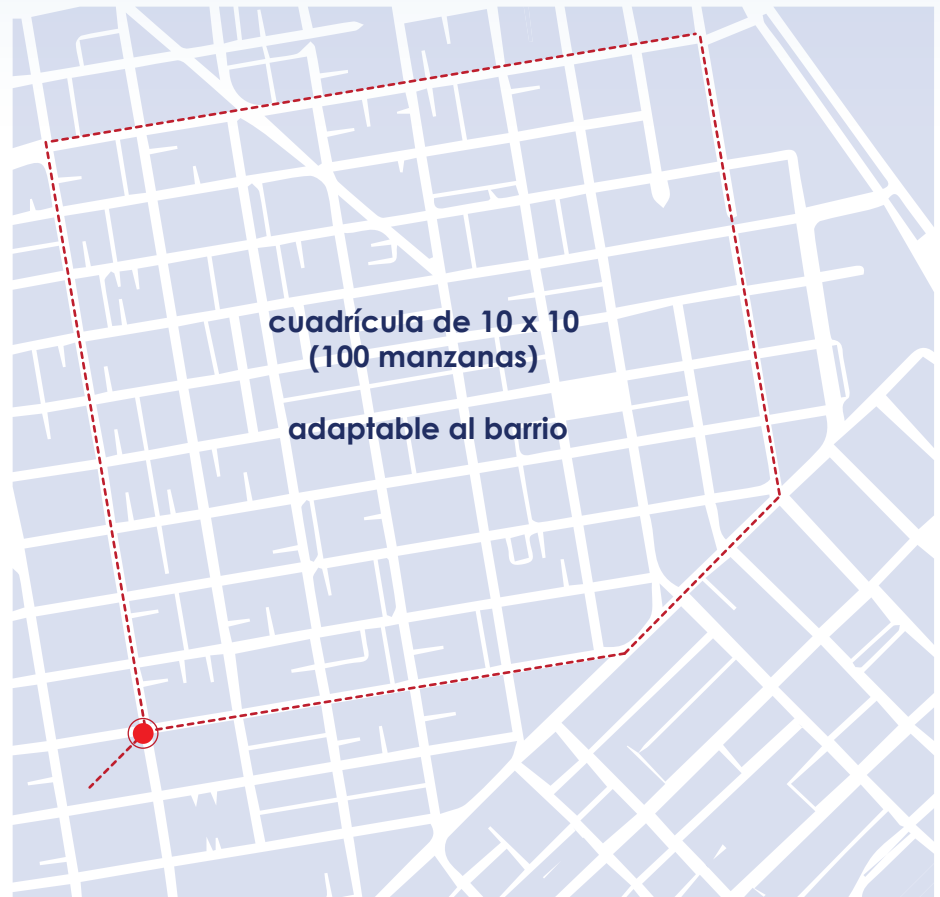 cuadrícula de 10 x 10
(100 manzanas)
adaptable al barrio